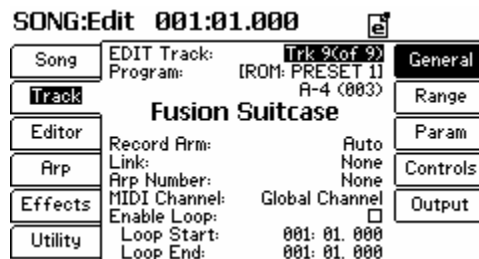 SONG:Edit 001:01.000 e
Song
Track
Editor
Arp
Effects
Utility
EDIT Track: Trk 9(of 9)
Program: [ROM: PRESET 1]
A-4 (003)
Fusion Suitcase
Record Arm: Auto
Link: None
Arp Number: None
MIDI Channel: Global Channel
Enable Loop:
Loop Start: 001: 01. 000
Loop End: 001: 01. 000
General
Range
Param
Controls
Output